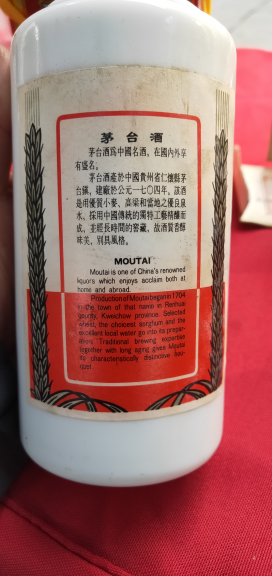 茅台酒
茅台酒爲中國名酒,在國内外享
有盛名。
茅台酒產於中國貴州省仁懷縣茅
台鎮,建廠於公元一七〇四年。該酒
是用優質小麥、高粱和當地之優良泉
水,採用中國傳統的獨特工藝精釀而
成,並經長時間的窖藏,故酒質香醇
味美,別具風格。
MOUTAI
Moutai is one of China's renowned
liquors which enjoys acclaim both at
home and abroad.
Production of Moutai began in 1704
in the town of that name in Renhuai
county, Kweichow province. Selected
wheat, the choicest sorghum and the
excellent local water go into its prepar-
ation. Traditional brewing expertise
together with long aging gives Moutai
its characteristically distinctive bou-
quet.